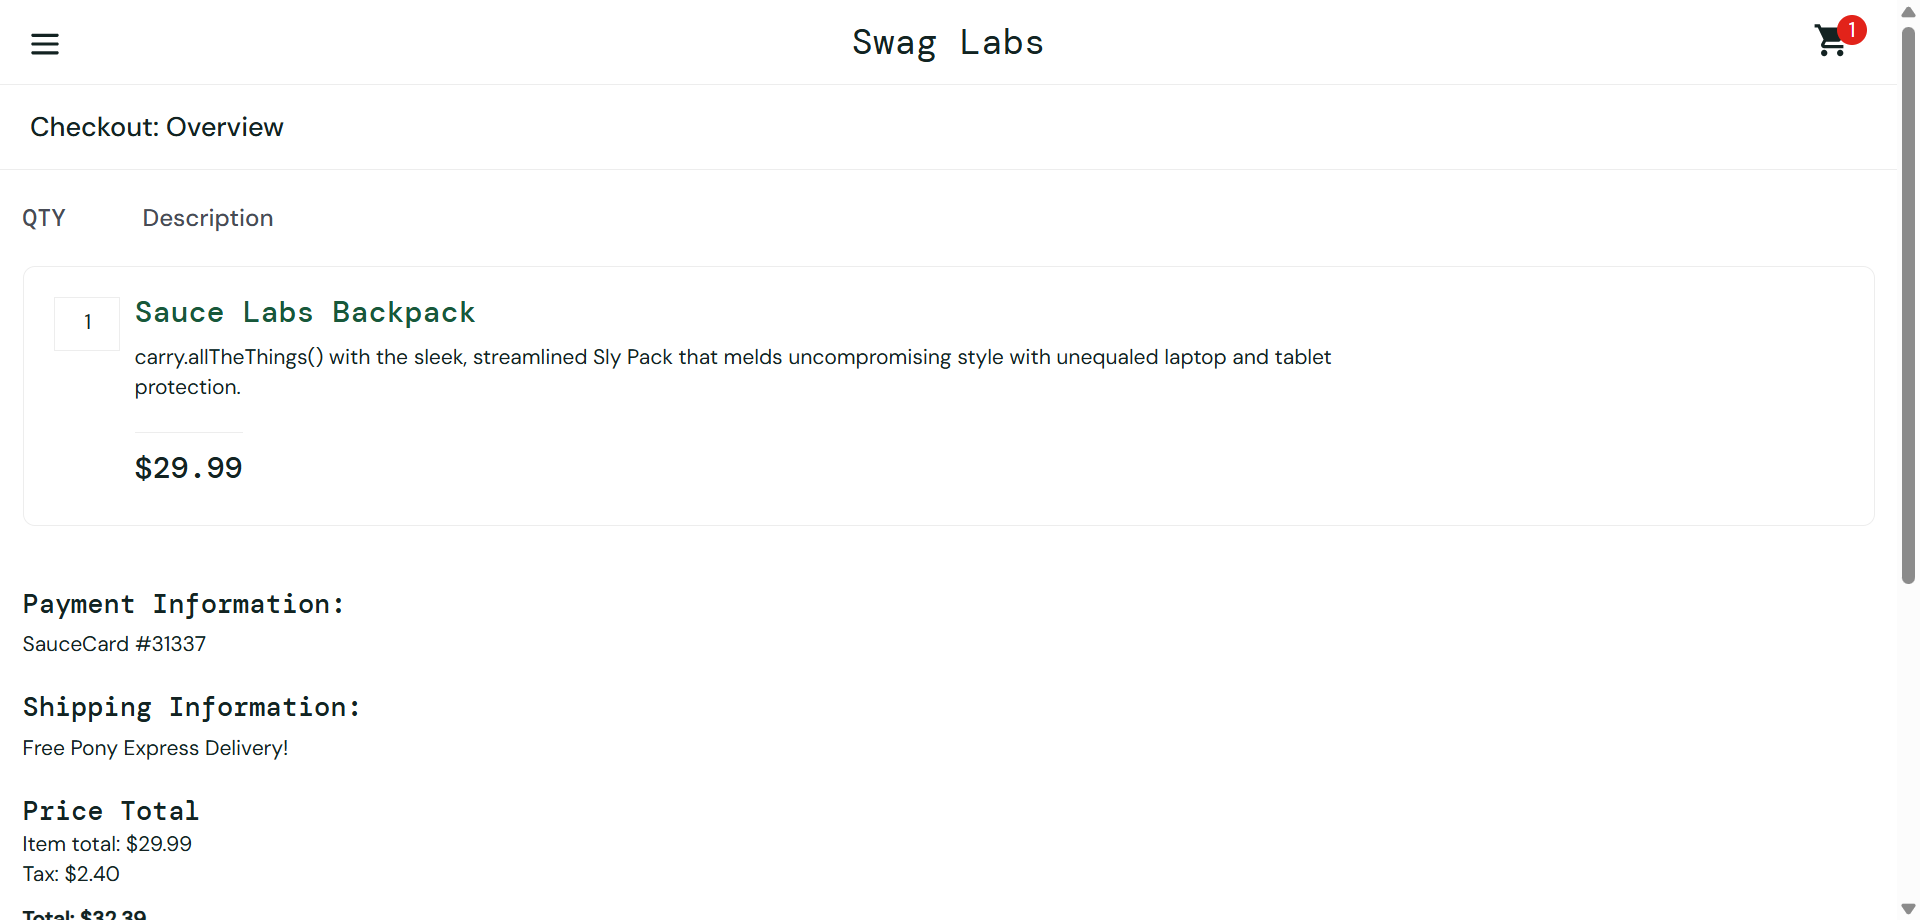 Swag Labs
1
Checkout: Overview
QTY
Description
1
Sauce Labs Backpack
carry.allTheThings() with the sleek, streamlined Sly Pack that melds uncompromising style with unequaled laptop and tablet
protection.
$29.99
Payment Information:
SauceCard #31337
Shipping Information:
Free Pony Express Delivery!
Price Total
Item total: $29.99
Tax: $2.40
Total: $32.39